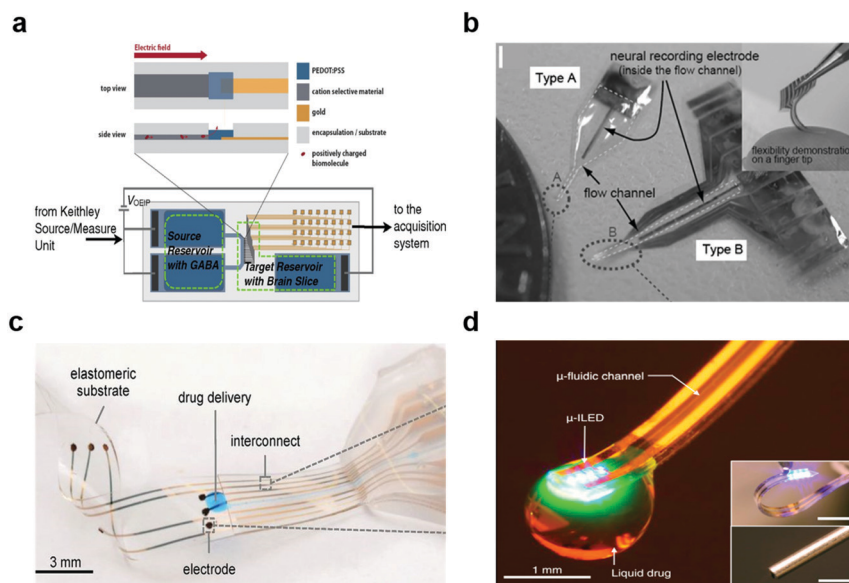 a
Electric field
top view
side view
PEDOT:PSS
cation selective material
gold
encapsulation / substrate
positively charged
biomolecule
VOEIP
from Keithley
Source/Measure
Unit
Source
Reservoir
with GABA
Target Reservoir
with Brain Slice
to the
acquisition
system
b
neural recording electrode
(inside the flow channel)
Type A
flexibility demonstration
on a finger tip
A
flow channel
B
Type B
c
elastomeric
substrate
drug delivery
interconnect
3 mm
electrode
d
μ-fluidic channel
μ-ILED
1 mm
Liquid drug